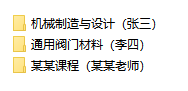 机械制造与设计（张三）
通用阀门材料（李四）
某某课程（某某老师）